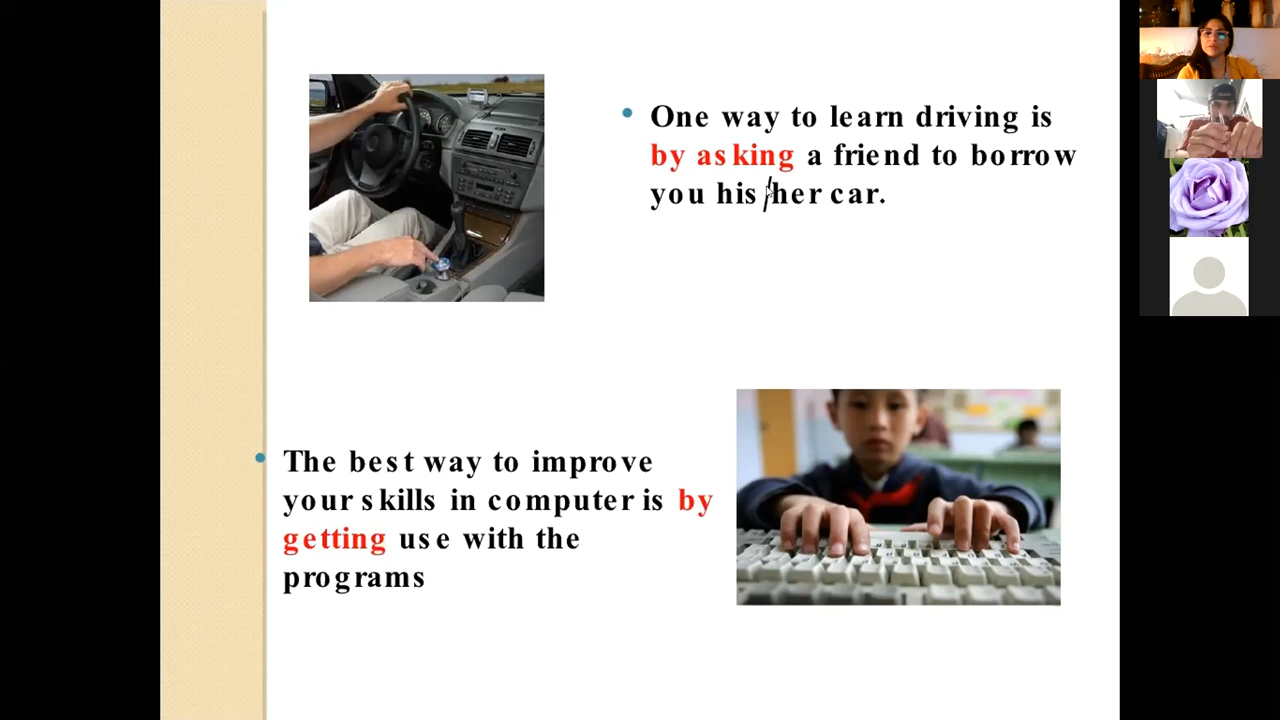 One way to learn driving is
by asking a friend to borrow
you his/her car.
The best way to improve
your skills in computer is by
getting use with the
programs